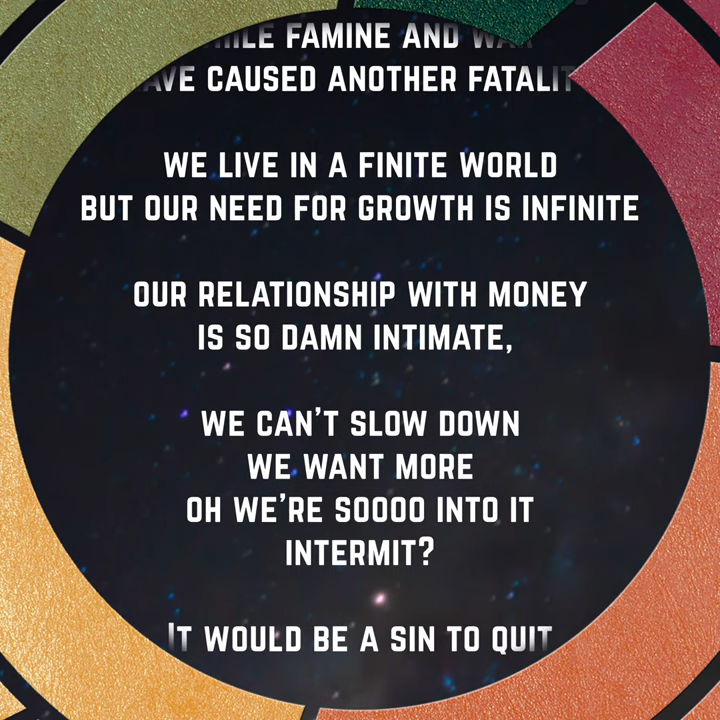 FAMINE AND
CAUSED ANOTHER
WE LIVE IN A FINITE WORLD
BUT OUR NEED FOR GROWTH IS INFINITE
OUR RELATIONSHIP WITH MONEY
IS SO DAMN INTIMATE,
WE CAN'T SLOW DOWN
WE WANT MORE
OH WE'RE SOOOO INTO IT
INTERMIT?
IT WOULD BE A SIN TO QUIT